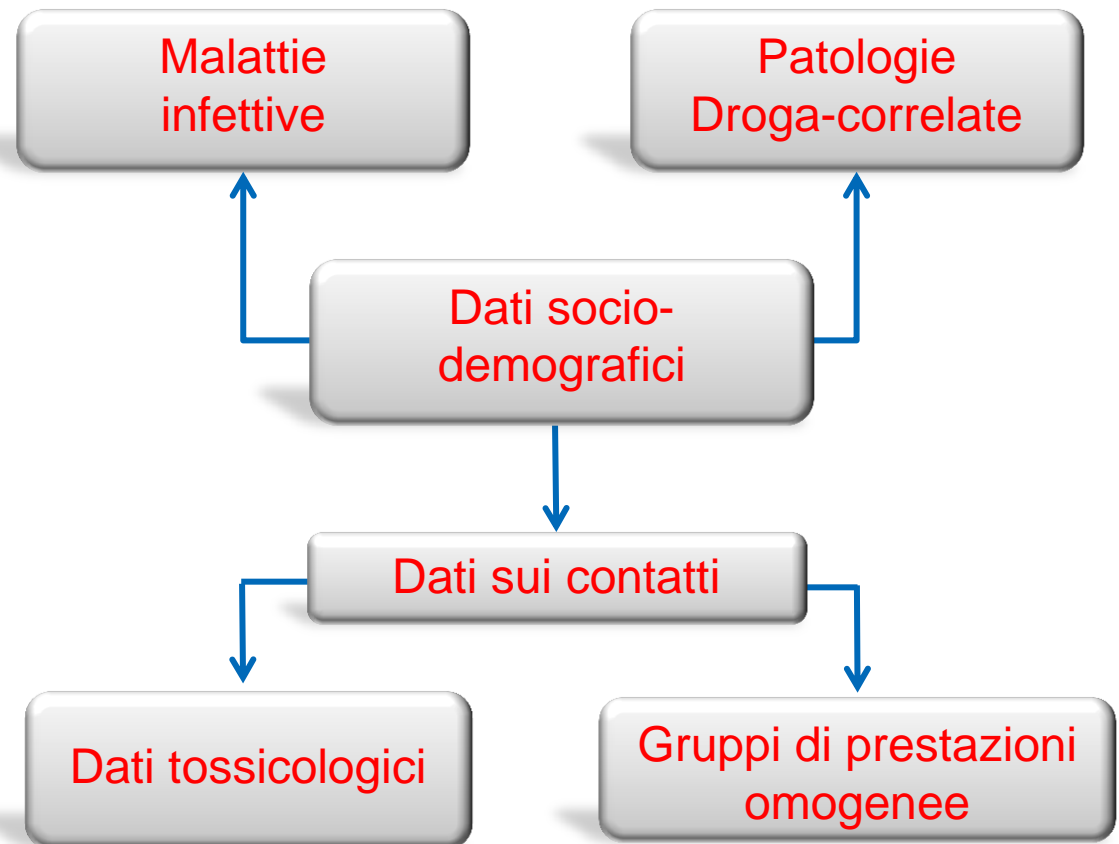 Malattie
infettive
Patologie
Droga-correlate
Dati socio-
demografici
Dati sui contatti
Dati tossicologici
Gruppi di prestazioni
omogenee